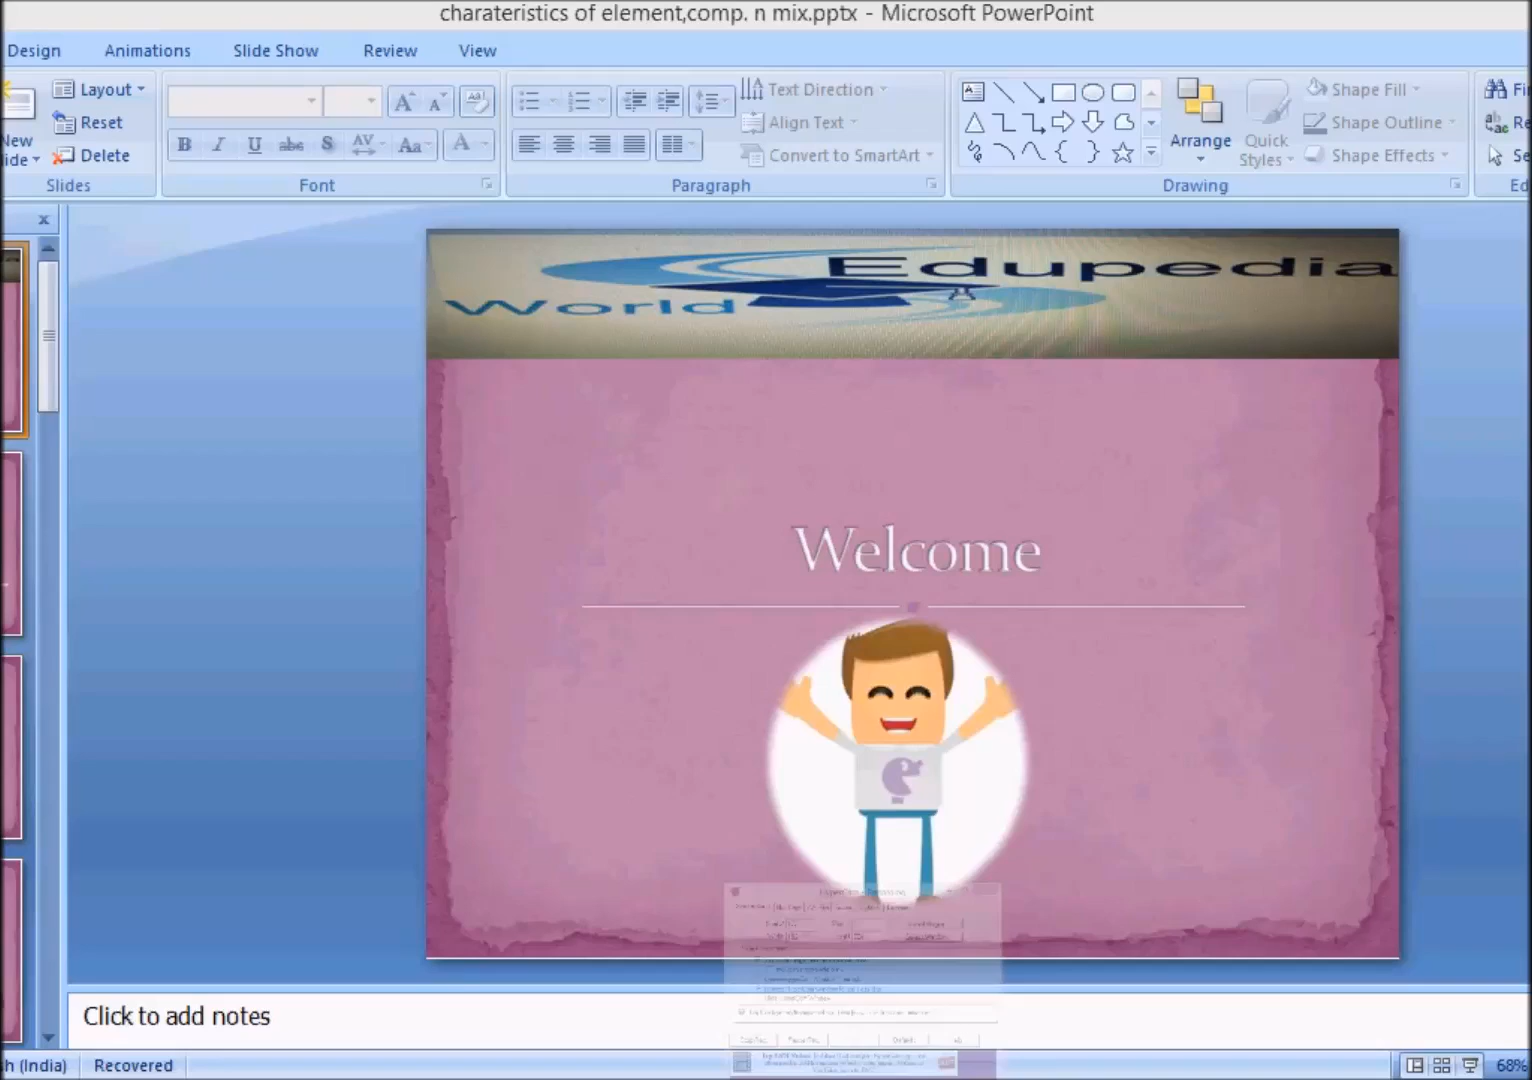 charateristics of element,comp. n mix.pptx - Microsoft PowerPoint
Design Animations Slide Show Review View
Layout
Reset
Delete
New
Slides
Font
Text Direction
Align Text
Convert to SmartArt
Paragraph
Arrange
Quick
Styles
Shape Fill
Shape Outline
Shape Effects
Drawing
Edupedia
World
Welcome
Click to add notes
(India) Recovered 68%